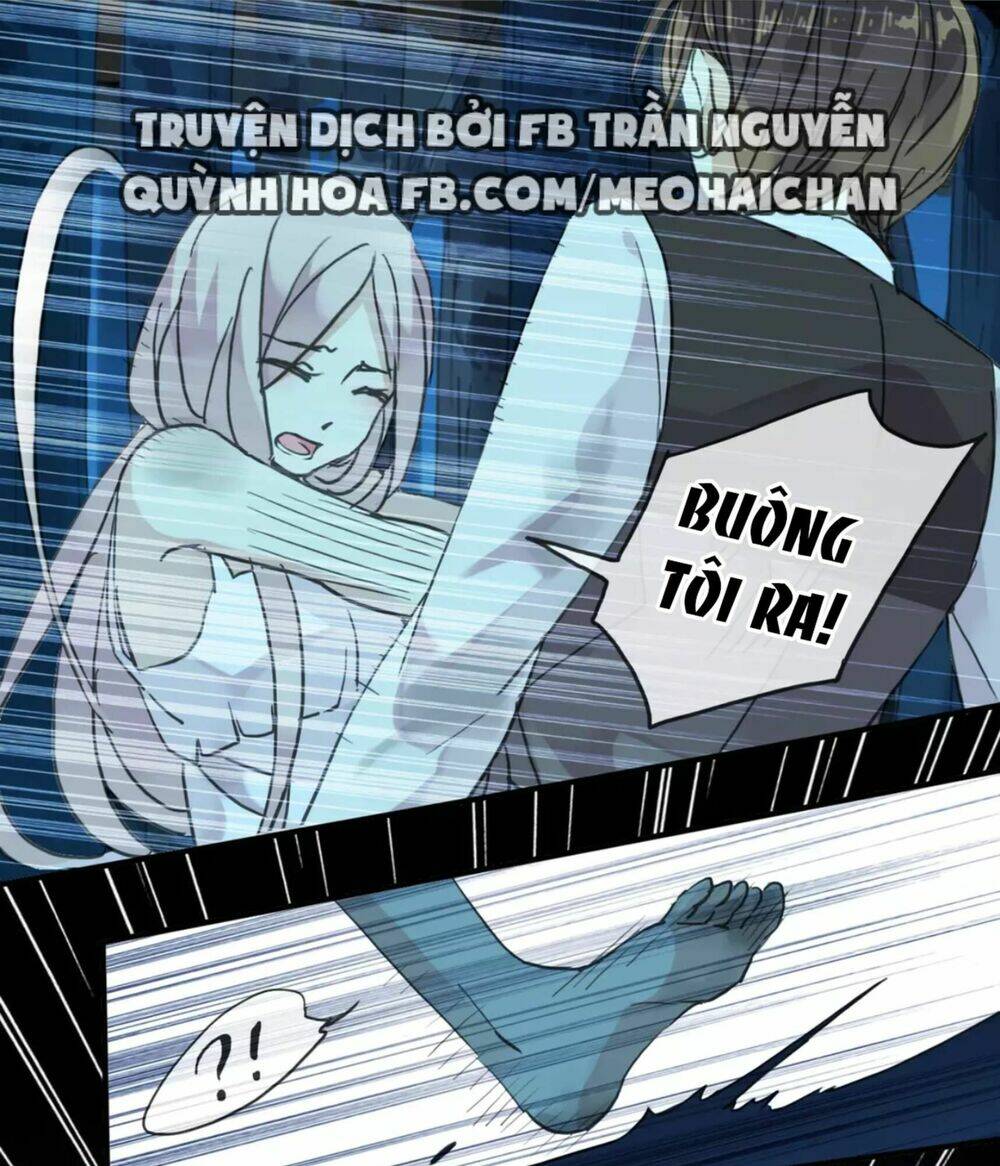 TRUYỆN DỊCH BỞI FB TRẦN NGUYỄN
QUỲNH HOA FB.COM/MEOHAICHAN
BUÔNG
TÔI RA!
?!